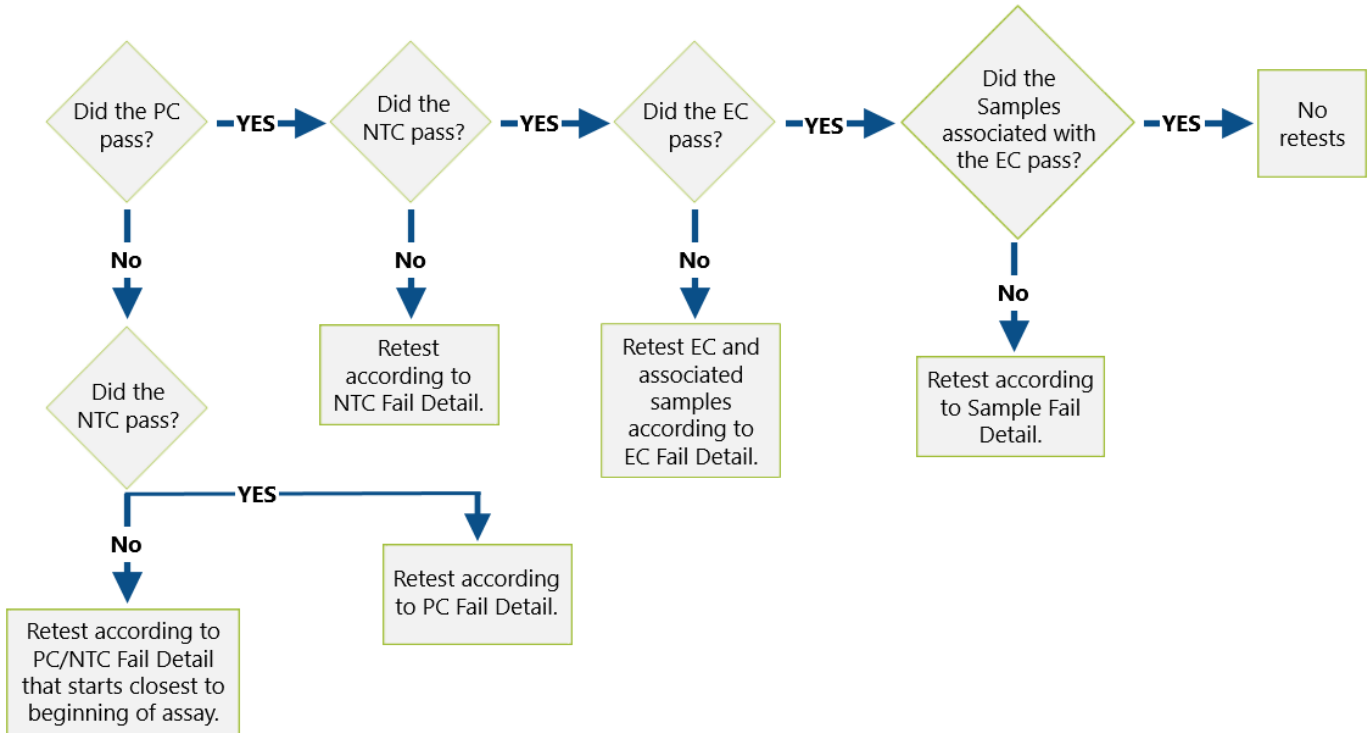 Did the PC
pass?
YES
Did the
NTC pass?
YES
Did the EC
pass?
YES
Did the
Samples
associated with
the EC pass?
YES
No
retests
No
No
No
No
Did the
NTC pass?
Retest
according to
NTC Fail Detail.
Retest EC and
associated
samples
according to
EC Fail Detail.
Retest according
to Sample Fail
Detail.
YES
No
Retest according
to PC Fail Detail.
Retest according to
PC/NTC Fail Detail
that starts closest to
beginning of assay.